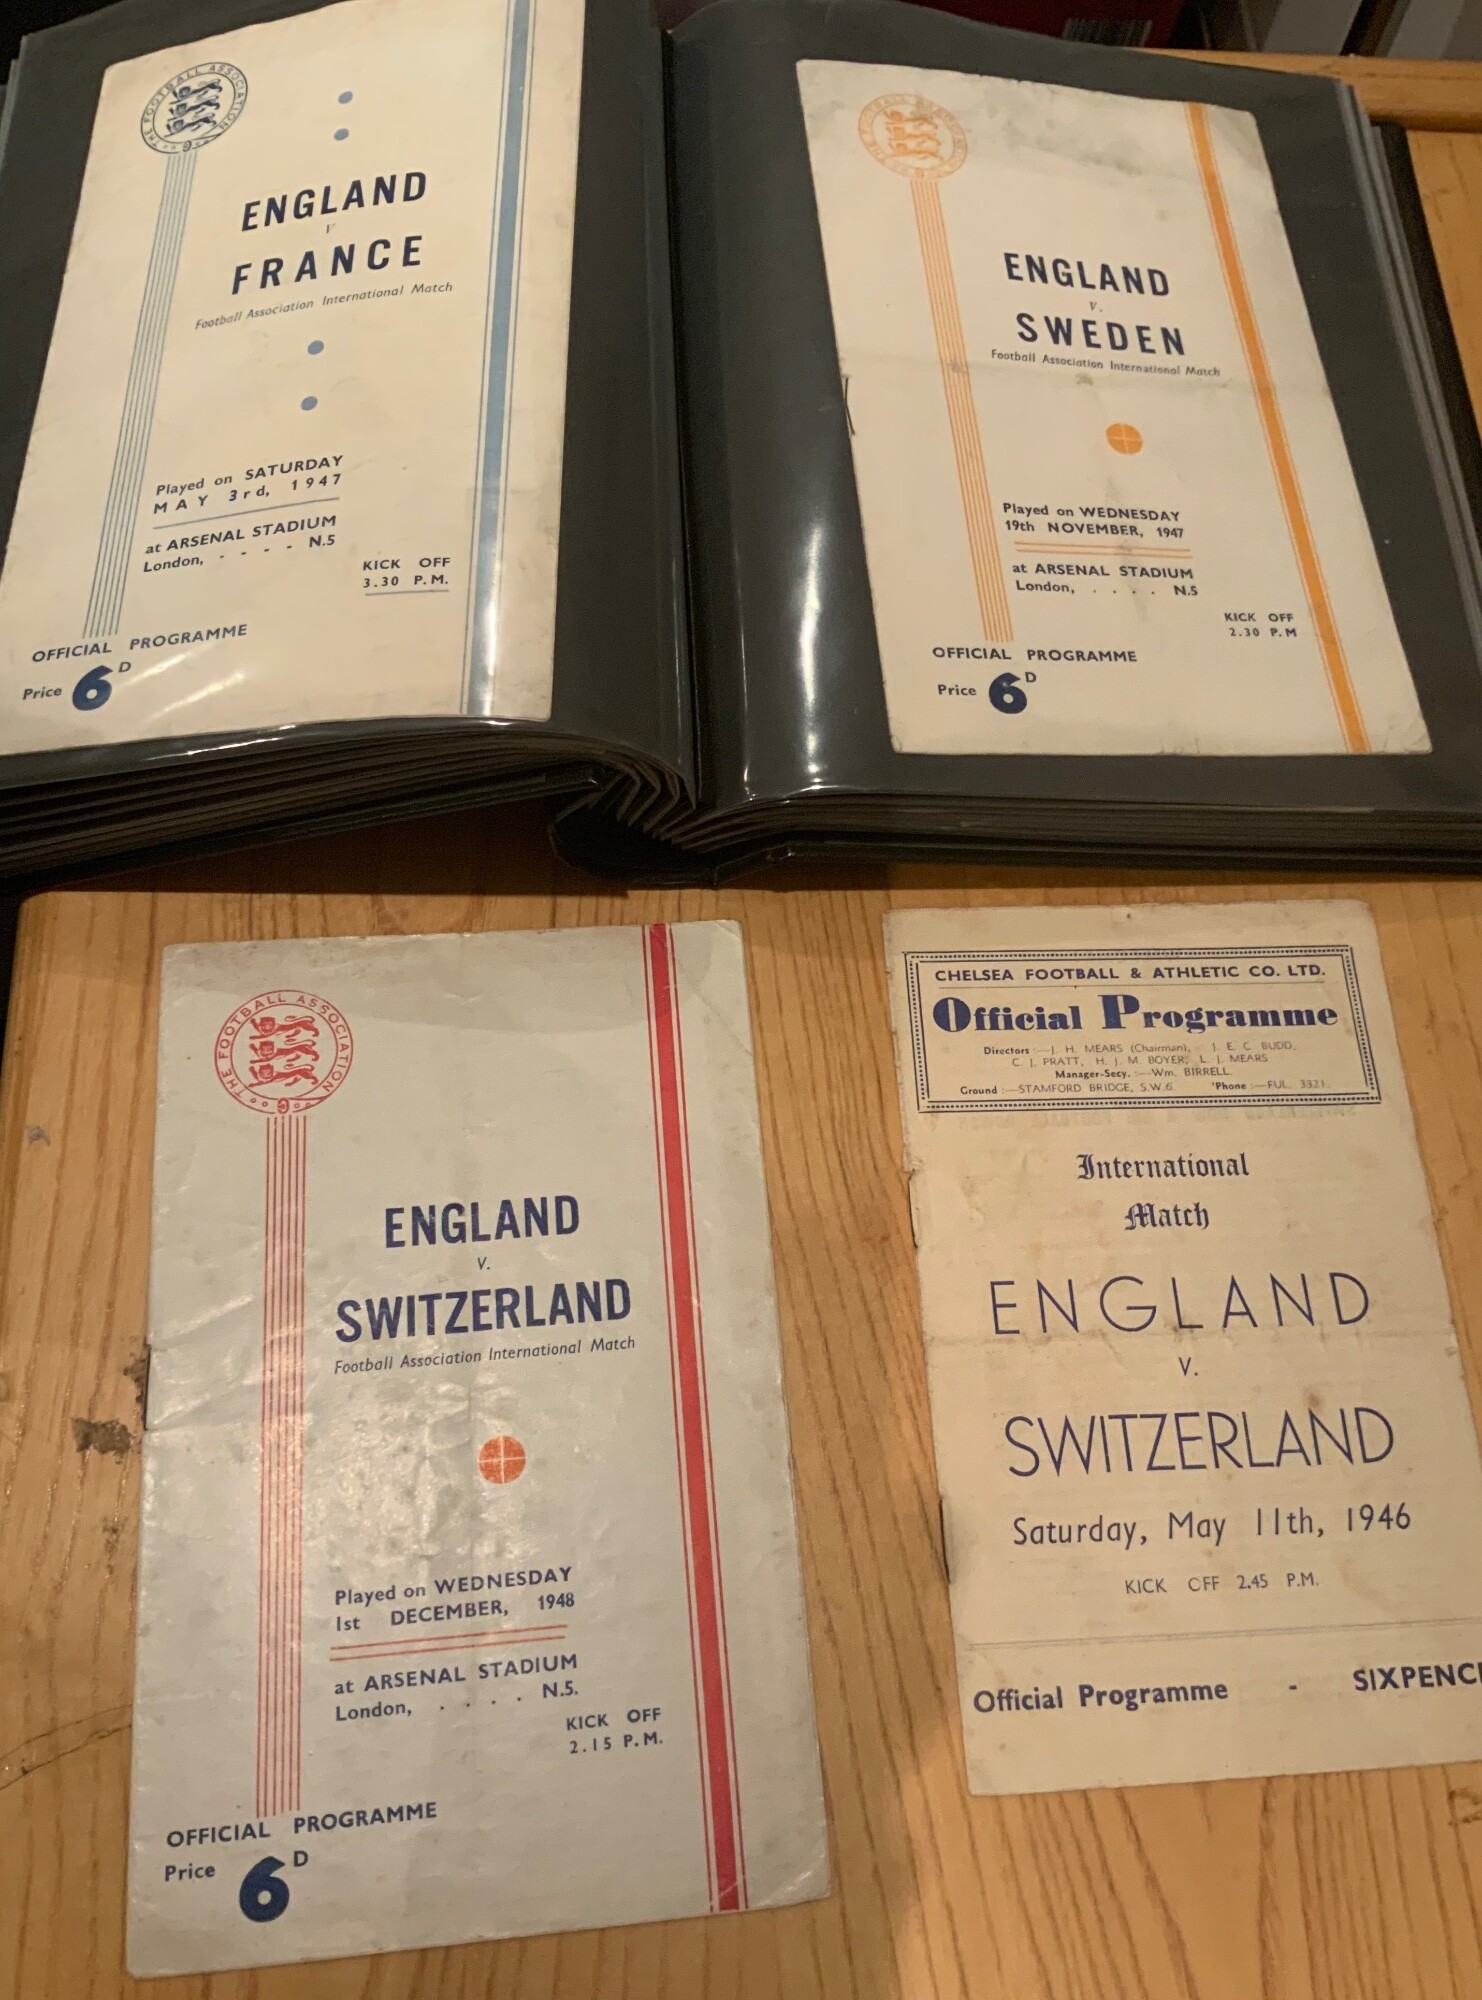 THE FOOTBALL ASSOCIATION
ENGLAND
v
FRANCE
Football Association International Match
Played on SATURDAY
MAY 3rd, 1947
at ARSENAL STADIUM
London, - - - - N.5
KICK OFF
3.30 P.M.
OFFICIAL PROGRAMME
Price 6D
THE FOOTBALL ASSOCIATION
ENGLAND
v.
SWEDEN
Football Association International Match
Played on WEDNESDAY
19th NOVEMBER, 1947
at ARSENAL STADIUM
London, . . . . N.5
KICK OFF
2.30 P.M
OFFICIAL PROGRAMME
Price 6D
THE FOOTBALL ASSOCIATION
ENGLAND
v.
SWITZERLAND
Football Association International Match
Played on WEDNESDAY
1st DECEMBER, 1948
at ARSENAL STADIUM
London, . . . . N.5.
KICK OFF
2.15 P.M.
OFFICIAL PROGRAMME
Price 6D
CHELSEA FOOTBALL & ATHLETIC CO. LTD.
Official Programme
Directors :—J. H. MEARS (Chairman), J. E. C. BUDD,
C. J. PRATT, H. J. M. BOYER, L. J. MEARS
Manager-Secy. :—Wm. BIRRELL.
Ground :—STAMFORD BRIDGE, S.W.6. 'Phone :—FUL. 3321.
International
Match
ENGLAND
v.
SWITZERLAND
Saturday, May 11th, 1946
KICK OFF 2.45 P.M.
Official Programme - SIXPENC